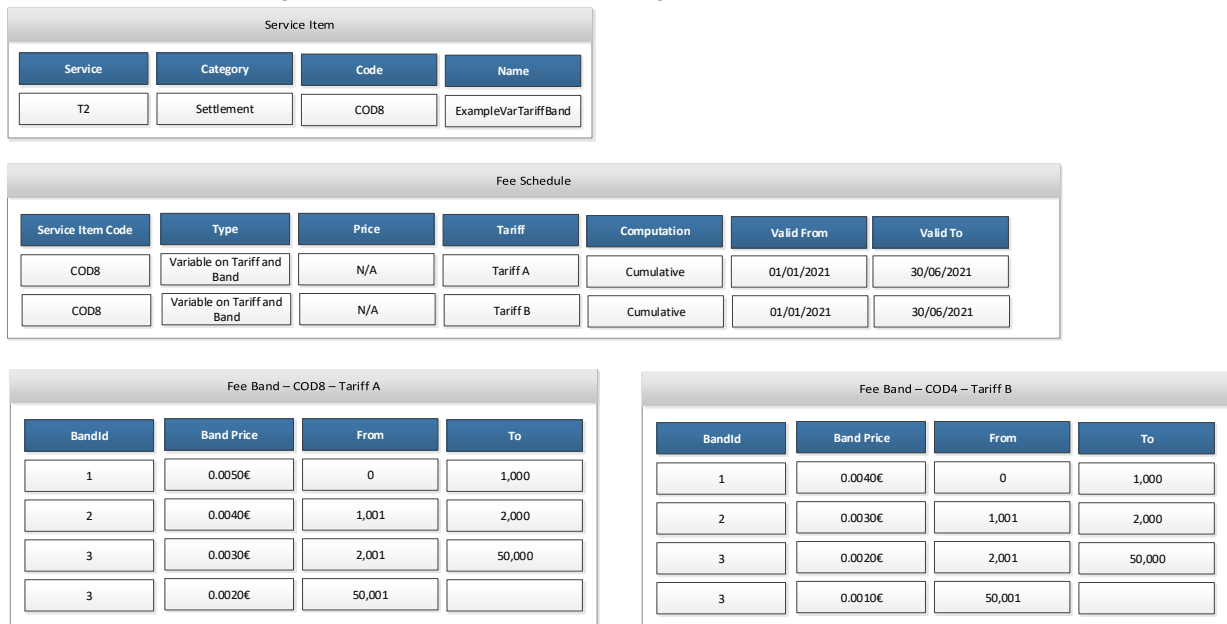 Service Item
Service Category Code Name
T2 Settlement COD8 ExampleVarTariffBand
Fee Schedule
Service Item Code Type Price Tariff Computation Valid From Valid To
COD8 Variable on Tariff and Band N/A Tariff A Cumulative 01/01/2021 30/06/2021
COD8 Variable on Tariff and Band N/A Tariff B Cumulative 01/01/2021 30/06/2021
Fee Band – COD8 – Tariff A
BandId Band Price From To
1 0.0050€ 0 1,000
2 0.0040€ 1,001 2,000
3 0.0030€ 2,001 50,000
3 0.0020€ 50,001
Fee Band – COD4 – Tariff B
BandId Band Price From To
1 0.0040€ 0 1,000
2 0.0030€ 1,001 2,000
3 0.0020€ 2,001 50,000
3 0.0010€ 50,001